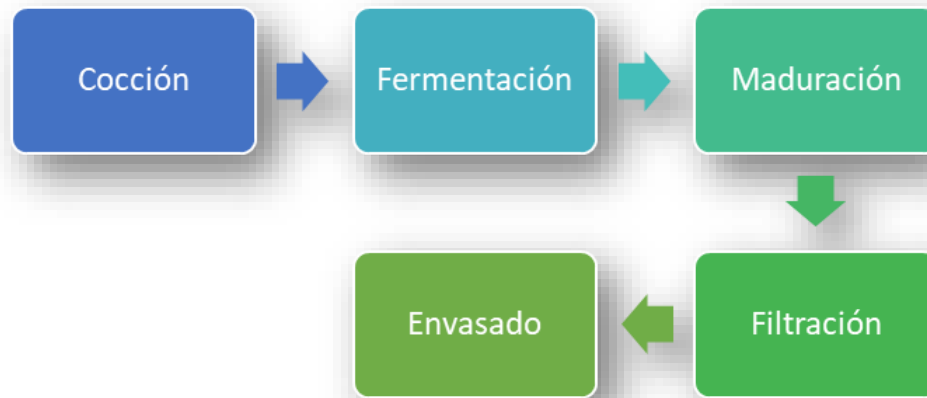 Cocción
Fermentación
Maduración
Filtración
Envasado